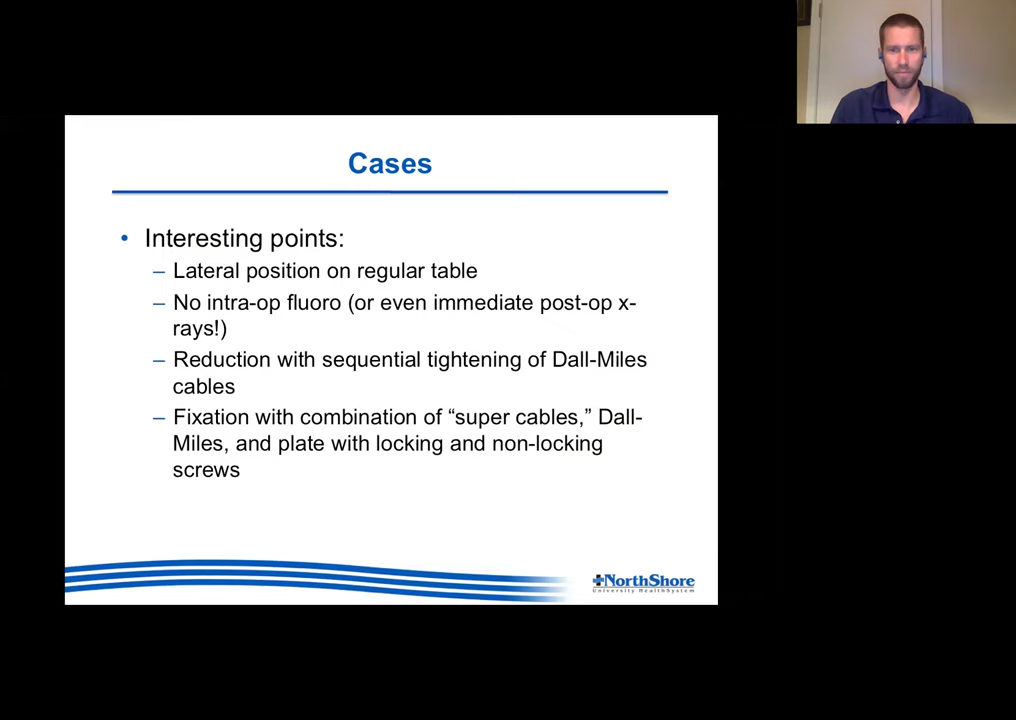 Cases
• Interesting points:
– Lateral position on regular table
– No intra-op fluoro (or even immediate post-op x-
rays!)
– Reduction with sequential tightening of Dall-Miles
cables
– Fixation with combination of “super cables,” Dall-
Miles, and plate with locking and non-locking
screws
NorthShore
University HealthSystem